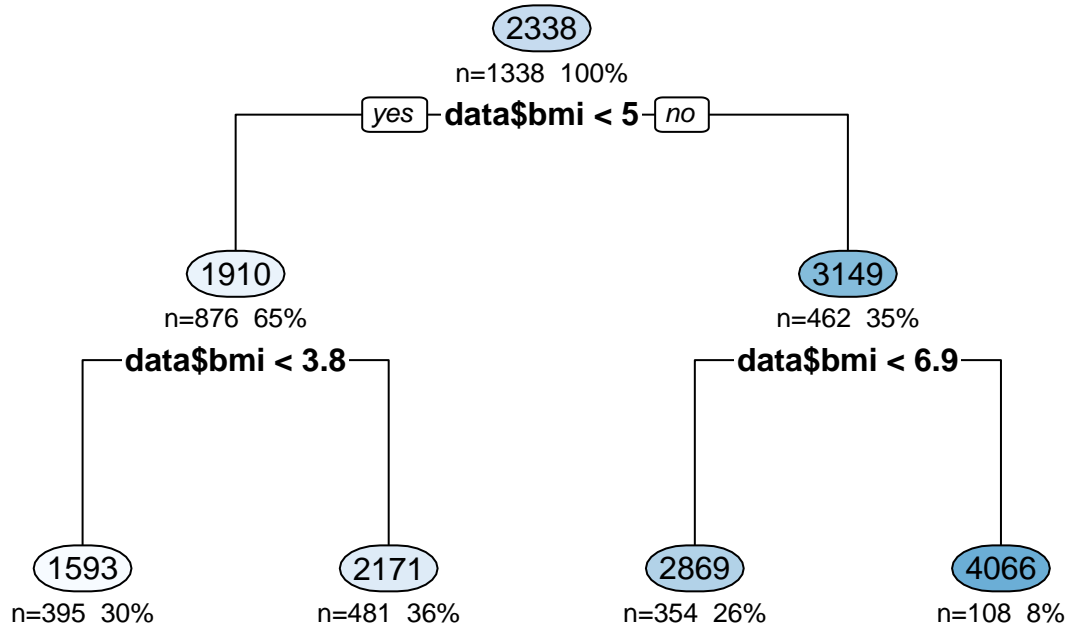 2338
n=1338 100%
yes data$bmi < 5 no
1910 3149
n=876 65% n=462 35%
data$bmi < 3.8 data$bmi < 6.9
1593 2171 2869 4066
n=395 30% n=481 36% n=354 26% n=108 8%